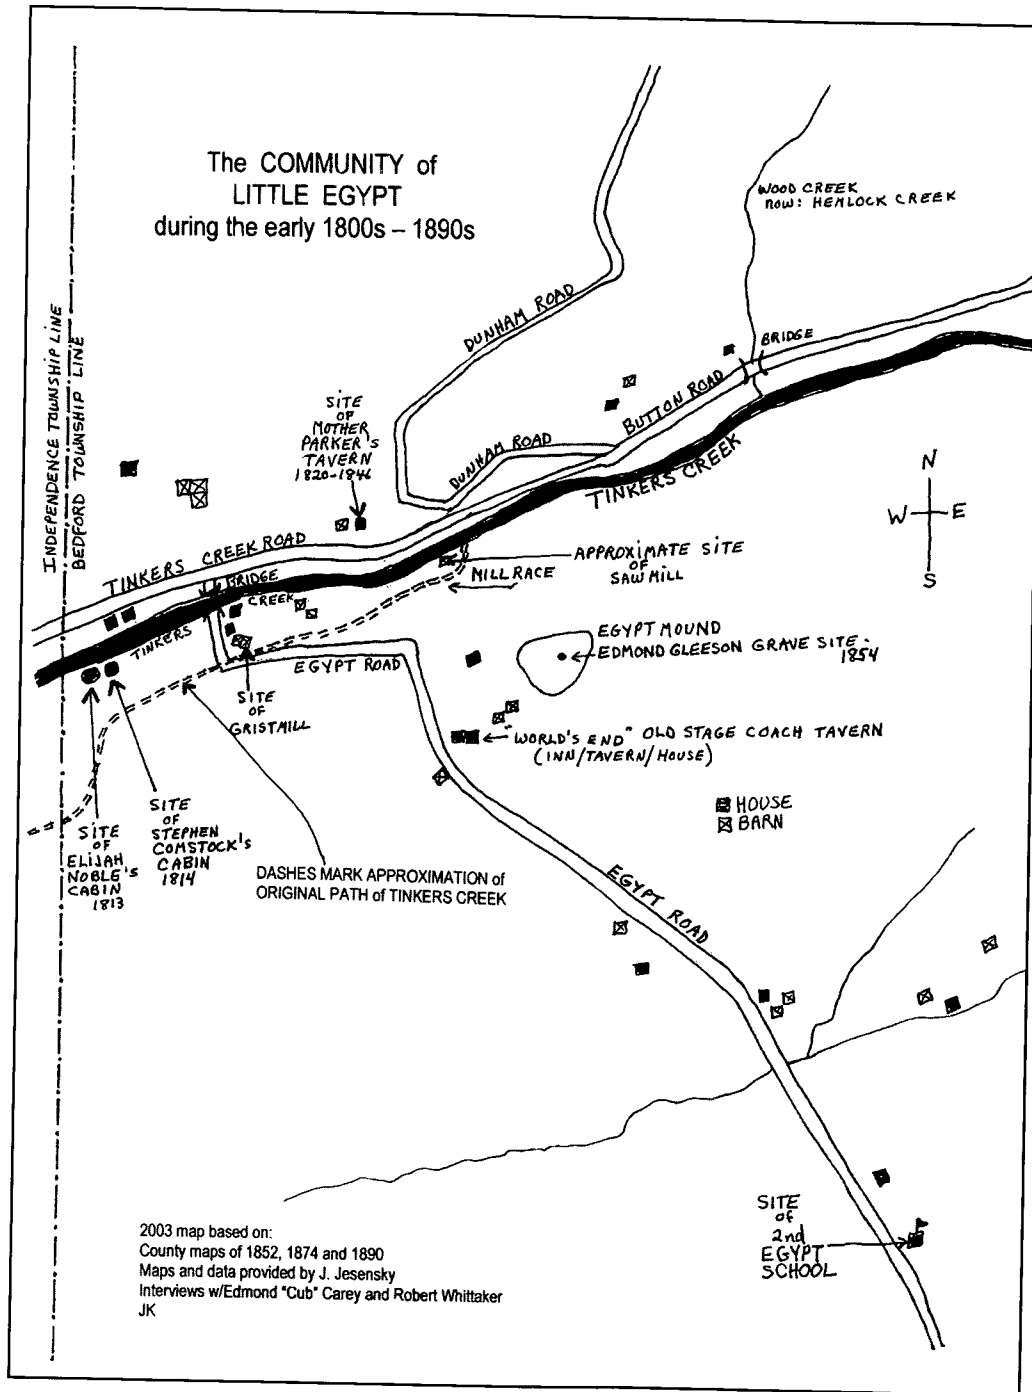 The COMMUNITY of
LITTLE EGYPT
during the early 1800s – 1890s
WOOD CREEK
NOW: HEMLOCK CREEK
INDEPENDENCE TOWNSHIP LINE
BEDFORD TOWNSHIP LINE
DUNHAM ROAD
BRIDGE
BUTTON ROAD
SITE
OF
MOTHER
PARKER'S
TAVERN
1820-1846
DUNHAM ROAD
TINKERS CREEK
N
W E
S
TINKERS CREEK ROAD
APPROXIMATE SITE
OF
SAW MILL
MILL RACE
BRIDGE
TINKERS CREEK
EGYPT MOUND
EDMOND GLEESON GRAVE SITE -
1854
EGYPT ROAD
SITE
OF
GRISTMILL
"WORLD'S END" OLD STAGE COACH TAVERN
(INN/TAVERN/HOUSE)
HOUSE
BARN
SITE
OF
ELIJAH
NOBLE'S
CABIN
1813
SITE
OF
STEPHEN
COMSTOCK'S
CABIN
1814
DASHES MARK APPROXIMATION of
ORIGINAL PATH of TINKERS CREEK
EGYPT ROAD
SITE
OF
2nd
EGYPT
SCHOOL
2003 map based on:
County maps of 1852, 1874 and 1890
Maps and data provided by J. Jesensky
Interviews w/Edmond "Cub" Carey and Robert Whittaker
JK